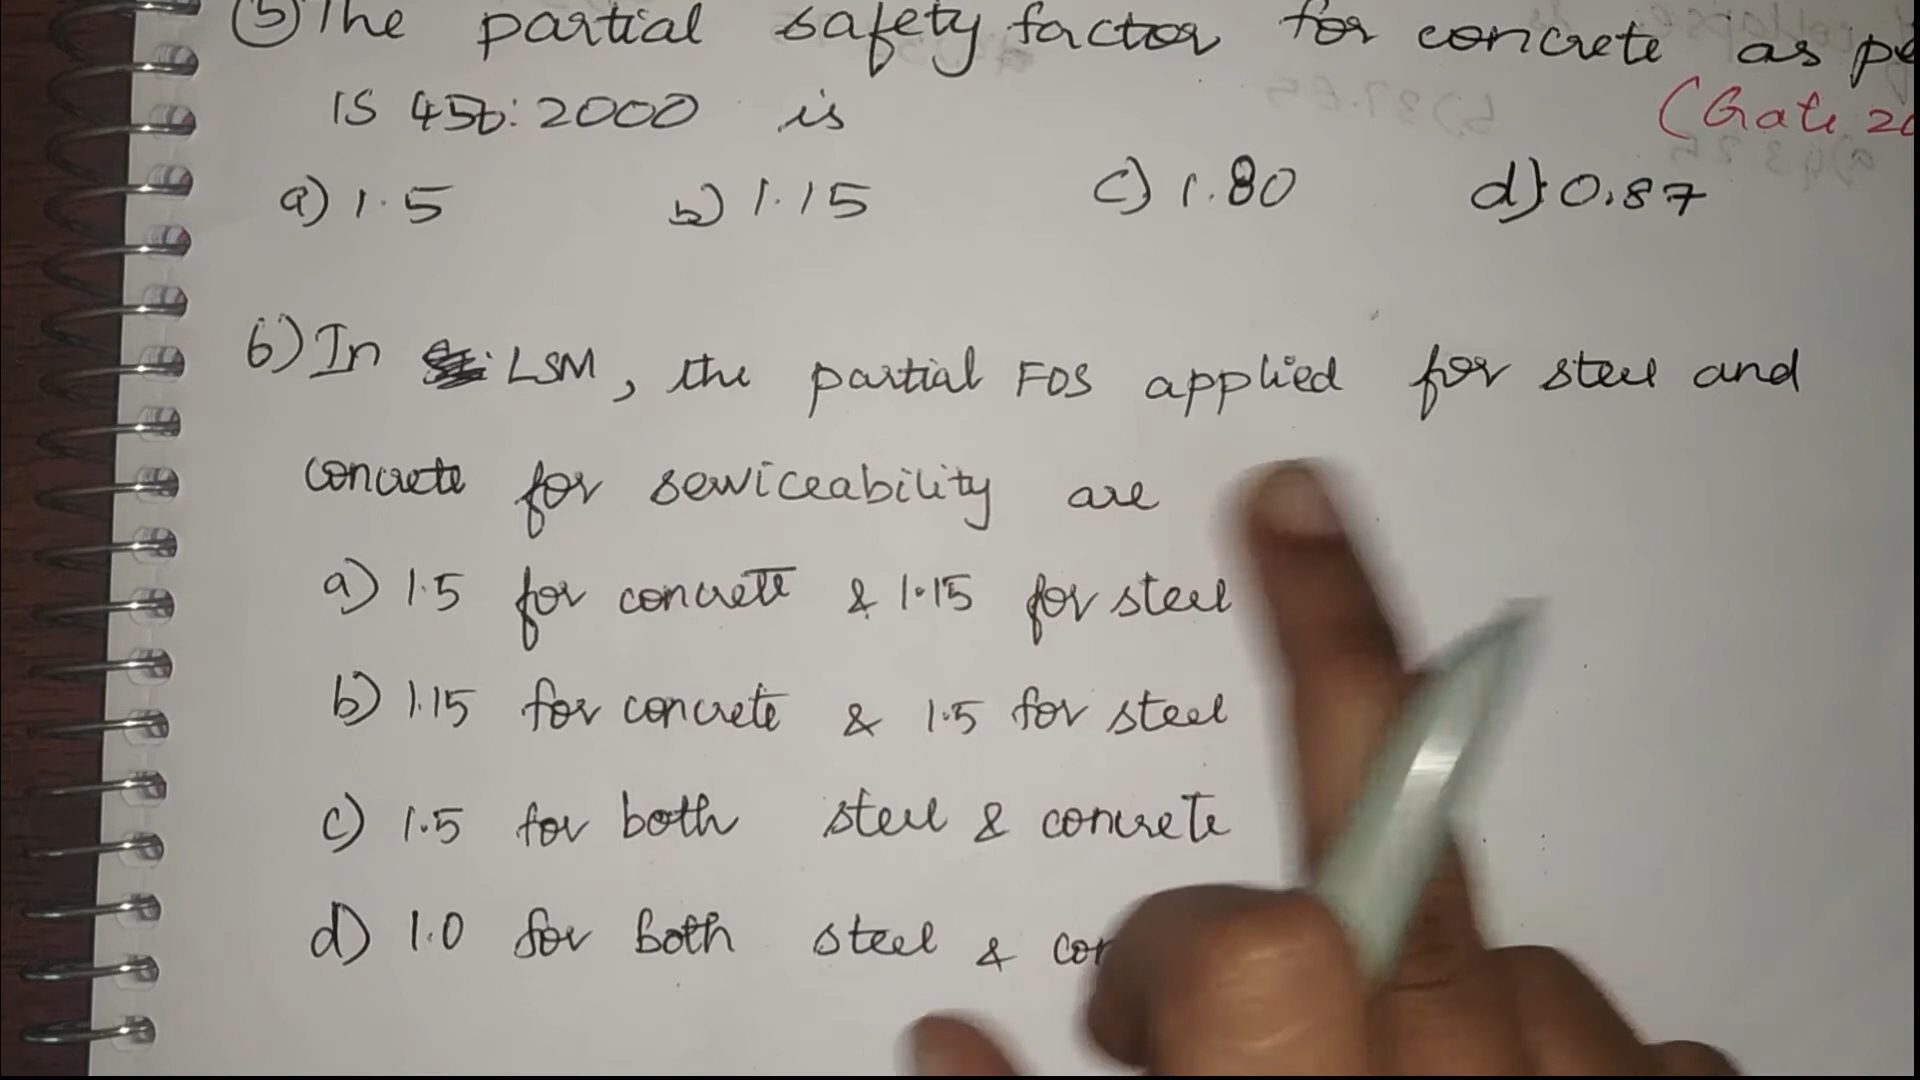 5) The partial safety factor for concrete as pe
IS 456: 2000 is
(Gate 20
a) 1.5 b) 1.15 c) 1.80 d) 0.87
6) In LSM, the partial FOS applied for steel and
concrete for serviceability are
a) 1.5 for concrete & 1.15 for steel
b) 1.15 for concrete & 1.5 for steel
c) 1.5 for both steel & concrete
d) 1.0 for both steel & con